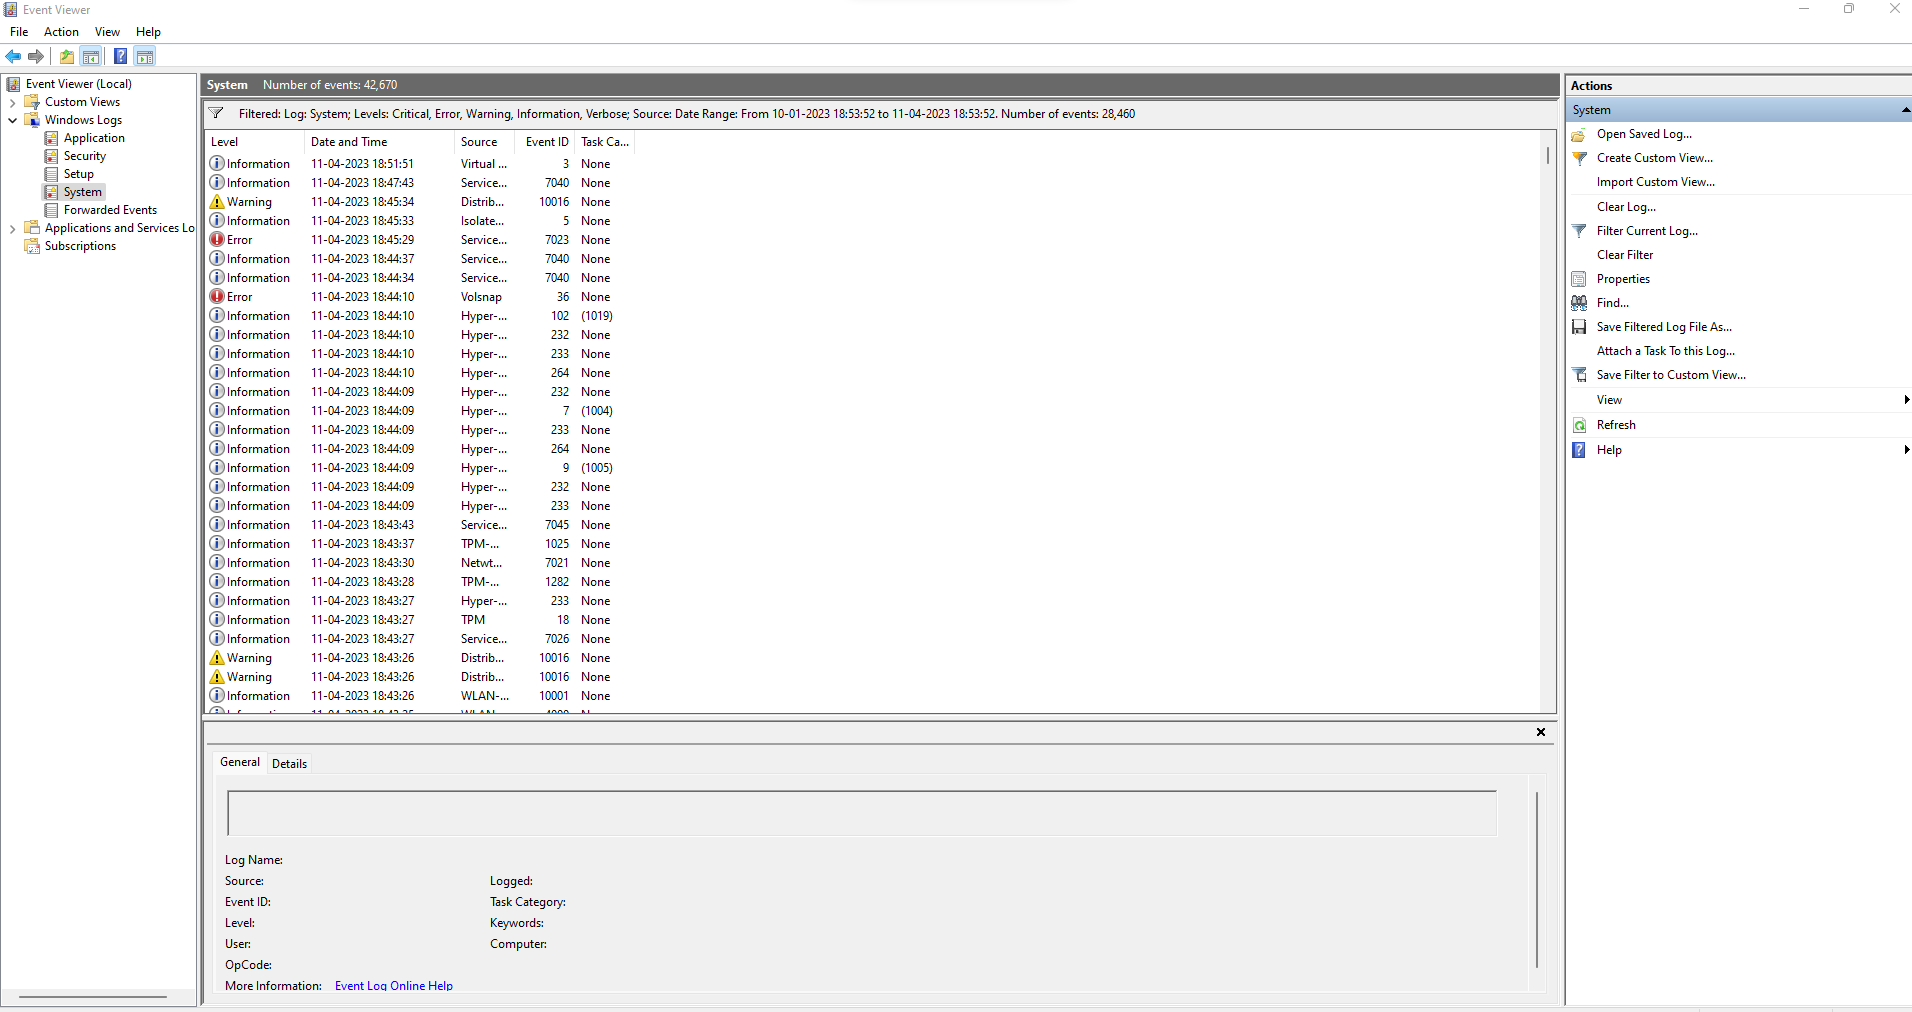 Event Viewer
File Action View Help
Event Viewer (Local)
Custom Views
Windows Logs
Application
Security
Setup
System
Forwarded Events
Applications and Services Lo
Subscriptions
System Number of events: 42,670
Filtered: Log: System; Levels: Critical, Error, Warning, Information, Verbose; Source: Date Range: From 10-01-2023 18:53:52 to 11-04-2023 18:53:52. Number of events: 28,460
Level Date and Time Source Event ID Task Ca...
Information 11-04-2023 18:51:51 Virtual ... 3 None
Information 11-04-2023 18:47:43 Service... 7040 None
Warning 11-04-2023 18:45:34 Distrib... 10016 None
Information 11-04-2023 18:45:33 Isolate... 5 None
Error 11-04-2023 18:45:29 Service... 7023 None
Information 11-04-2023 18:44:37 Service... 7040 None
Information 11-04-2023 18:44:34 Service... 7040 None
Error 11-04-2023 18:44:10 Volsnap 36 None
Information 11-04-2023 18:44:10 Hyper-... 102 (1019)
Information 11-04-2023 18:44:10 Hyper-... 232 None
Information 11-04-2023 18:44:10 Hyper-... 233 None
Information 11-04-2023 18:44:10 Hyper-... 264 None
Information 11-04-2023 18:44:09 Hyper-... 232 None
Information 11-04-2023 18:44:09 Hyper-... 7 (1004)
Information 11-04-2023 18:44:09 Hyper-... 233 None
Information 11-04-2023 18:44:09 Hyper-... 264 None
Information 11-04-2023 18:44:09 Hyper-... 9 (1005)
Information 11-04-2023 18:44:09 Hyper-... 232 None
Information 11-04-2023 18:44:09 Hyper-... 233 None
Information 11-04-2023 18:43:43 Service... 7045 None
Information 11-04-2023 18:43:37 TPM-... 1025 None
Information 11-04-2023 18:43:30 Netwt... 7021 None
Information 11-04-2023 18:43:28 TPM-... 1282 None
Information 11-04-2023 18:43:27 Hyper-... 233 None
Information 11-04-2023 18:43:27 TPM 18 None
Information 11-04-2023 18:43:27 Service... 7026 None
Warning 11-04-2023 18:43:26 Distrib... 10016 None
Warning 11-04-2023 18:43:26 Distrib... 10016 None
Information 11-04-2023 18:43:26 WLAN-... 10001 None
General Details
Log Name:
Source: Logged:
Event ID: Task Category:
Level: Keywords:
User: Computer:
OpCode:
More Information: Event Log Online Help
Actions
System
Open Saved Log...
Create Custom View...
Import Custom View...
Clear Log...
Filter Current Log...
Clear Filter
Properties
Find...
Save Filtered Log File As...
Attach a Task To this Log...
Save Filter to Custom View...
View
Refresh
Help